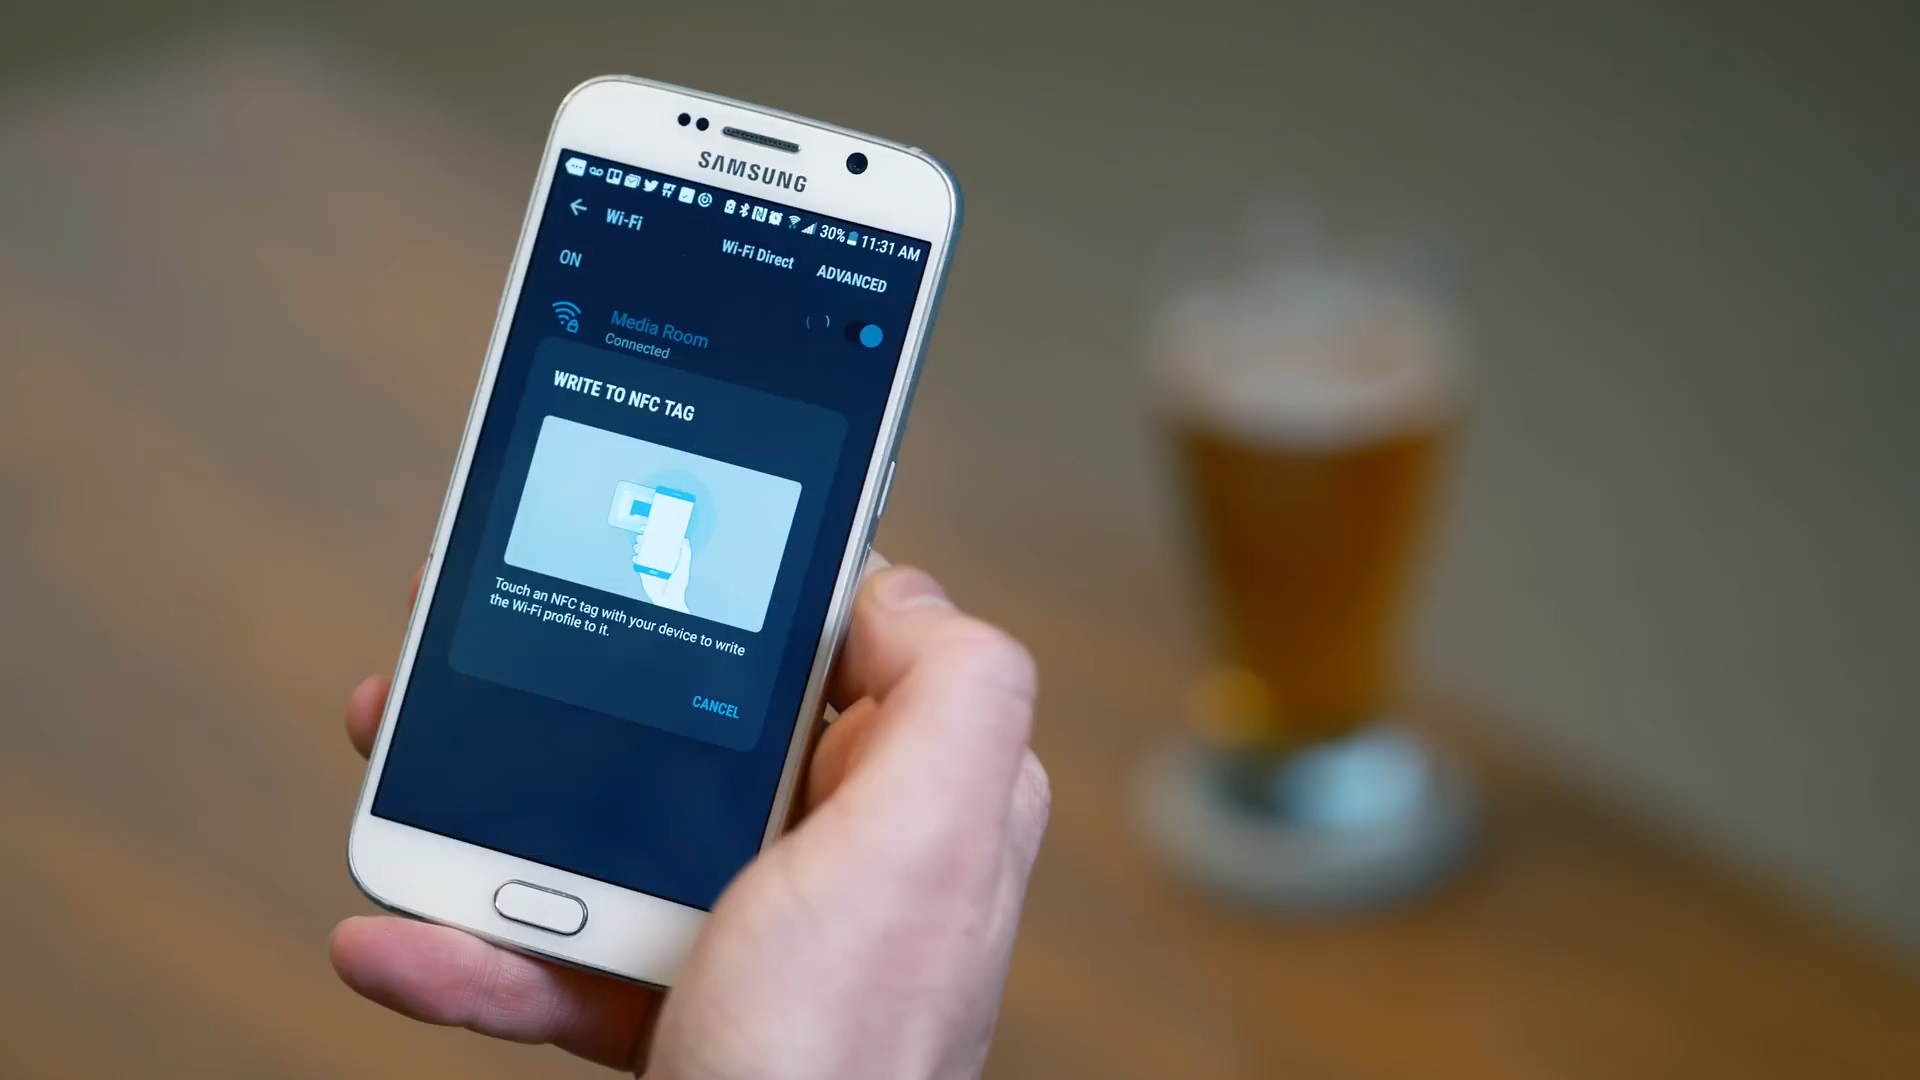 SAMSUNG
30% 11:31 AM
Wi-Fi
Wi-Fi Direct
ADVANCED
ON
Media Room
Connected
WRITE TO NFC TAG
Touch an NFC tag with your device to write
the Wi-Fi profile to it.
CANCEL